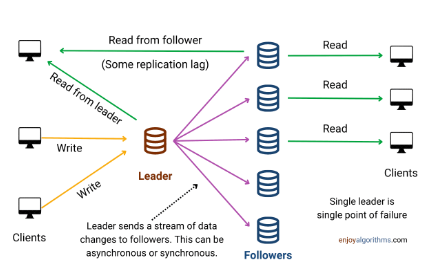 Read from follower
(Some replication lag)
Read from leader
Write
Write
Clients
Leader
Leader sends a stream of data
changes to followers. This can be
asynchronous or synchronous.
Followers
Read
Read
Read
Clients
Single leader is
single point of failure
enjoyalgorithms.com